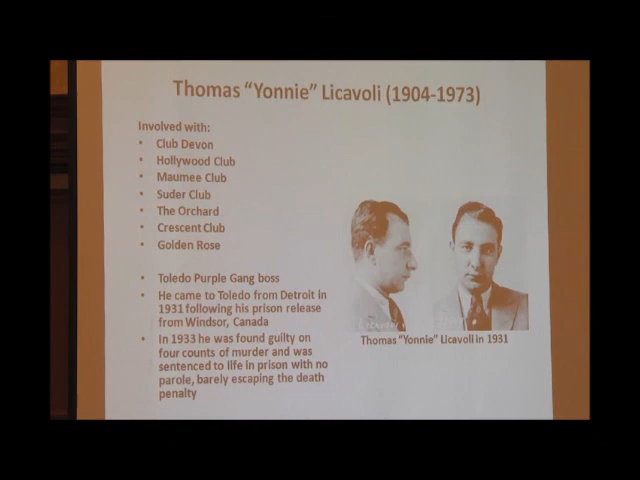 Thomas “Yonnie” Licavoli (1904-1973)
Involved with:
• Club Devon
• Hollywood Club
• Maumee Club
• Suder Club
• The Orchard
• Crescent Club
• Golden Rose
• Toledo Purple Gang boss
• He came to Toledo from Detroit in
1931 following his prison release
from Windsor, Canada
• In 1933 he was found guilty on
four counts of murder and was
sentenced to life in prison with no
parole, barely escaping the death
penalty
Thomas “Yonnie” Licavoli in 1931